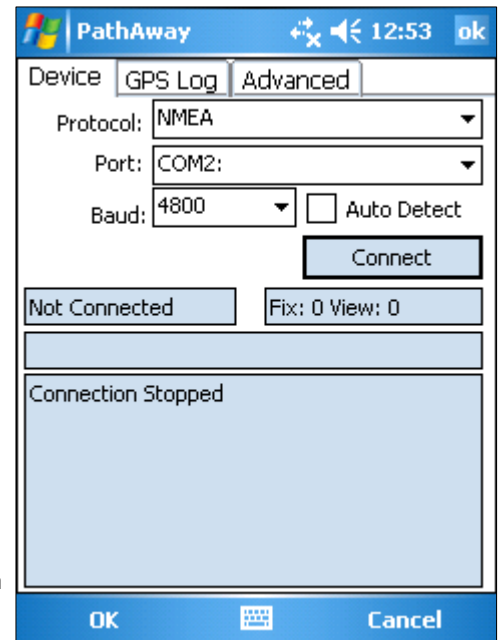 PathAway 12:53 ok
Device GPS Log Advanced
Protocol: NMEA
Port: COM2:
Baud: 4800 Auto Detect
Connect
Not Connected Fix: 0 View: 0
Connection Stopped
OK Cancel